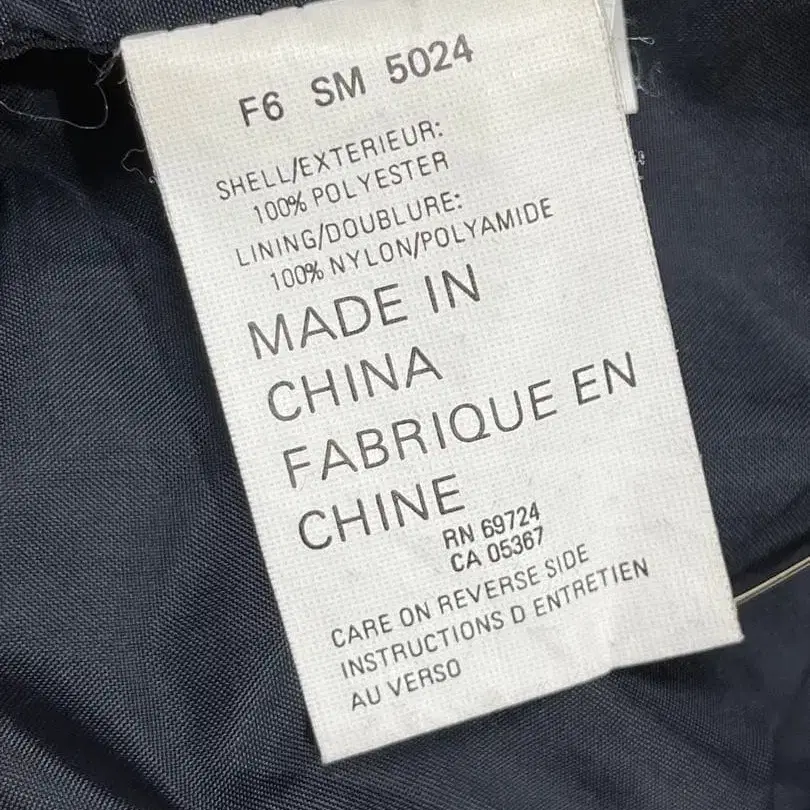 F6 SM 5024
SHELL/EXTERIEUR:
100% POLYESTER
LINING/DOUBLURE:
100% NYLON/POLYAMIDE
MADE IN
CHINA
FABRIQUE EN
CHINE
RN 69724
CA 05367
CARE ON REVERSE SIDE
INSTRUCTIONS D ENTRETIEN
AU VERSO